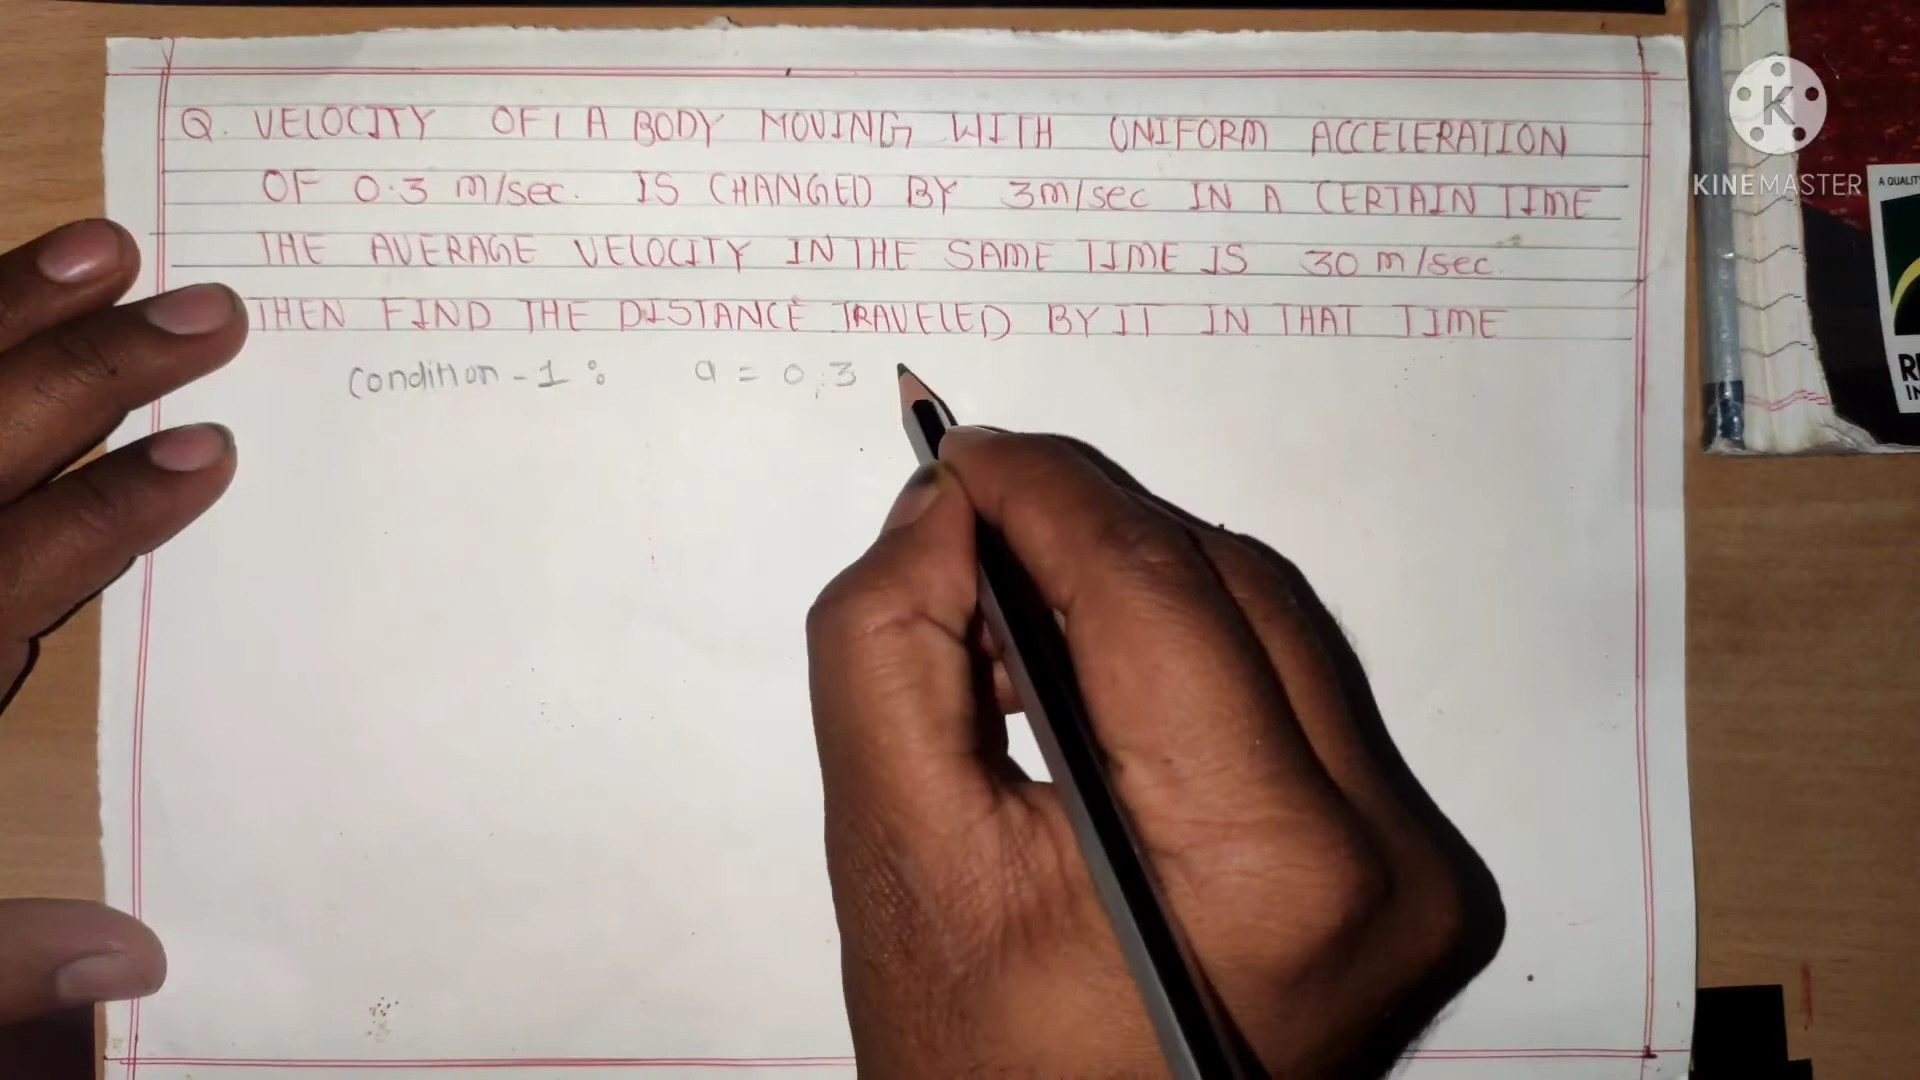 Q. VELOCITY OF A BODY MOVING WITH UNIFORM ACCELERATION
OF 0.3 m/sec. IS CHANGED BY 3m/sec IN A CERTAIN TIME
THE AVERAGE VELOCITY IN THE SAME TIME IS 30 m/sec.
THEN FIND THE DISTANCE TRAVELED BY IT IN THAT TIME
Condition - 1 : a = 0.3
K
KINEMASTER
A QUALITY